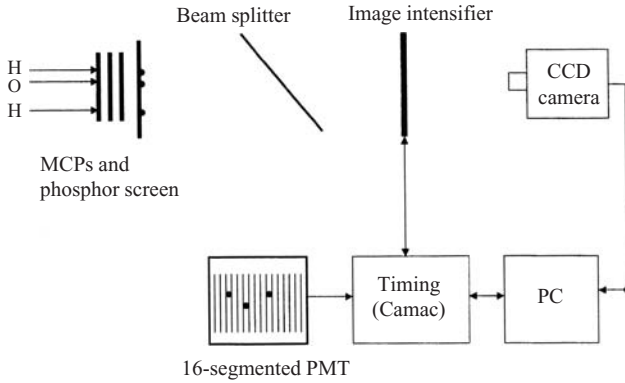 Beam splitter
Image intensifier
H
O
H
CCD
camera
MCPs and
phosphor screen
Timing
(Camac)
PC
16-segmented PMT